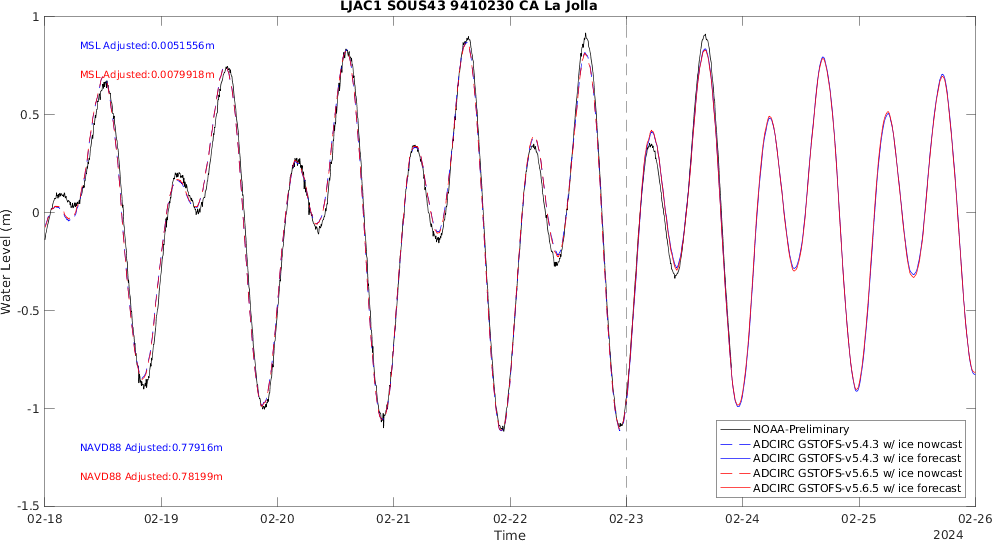 LJAC1 SOUS43 9410230 CA La Jolla
MSL Adjusted:0.0051556m
MSL Adjusted:0.0079918m
NAVD88 Adjusted:0.77916m
NAVD88 Adjusted:0.78199m
Water Level (m)
1
0.5
0
-0.5
-1
-1.5
NOAA-Preliminary
ADCIRC GSTOFS-v5.4.3 w/ ice nowcast
ADCIRC GSTOFS-v5.4.3 w/ ice forecast
ADCIRC GSTOFS-v5.6.5 w/ ice nowcast
ADCIRC GSTOFS-v5.6.5 w/ ice forecast
02-18 02-19 02-20 02-21 02-22 02-23 02-24 02-25 02-26
Time
2024